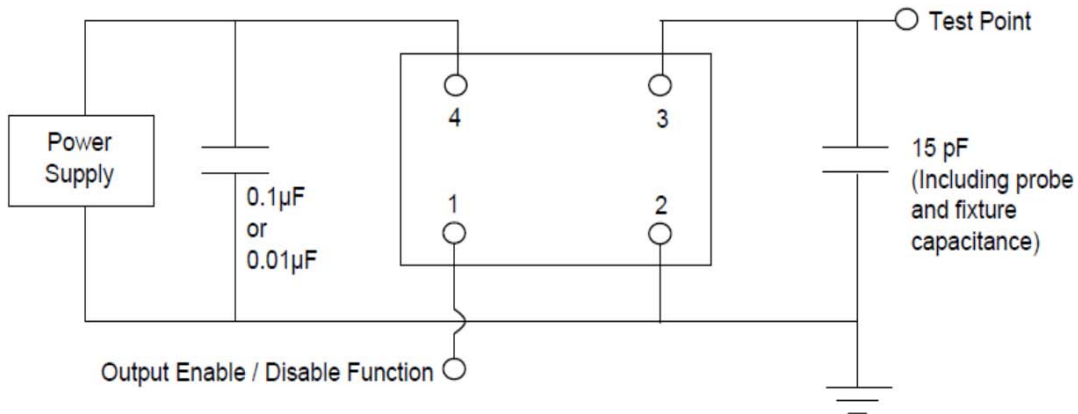 Test Point
4
3
Power
Supply
15 pF
(Including probe
and fixture
capacitance)
0.1µF
or
0.01µF
1
2
Output Enable / Disable Function